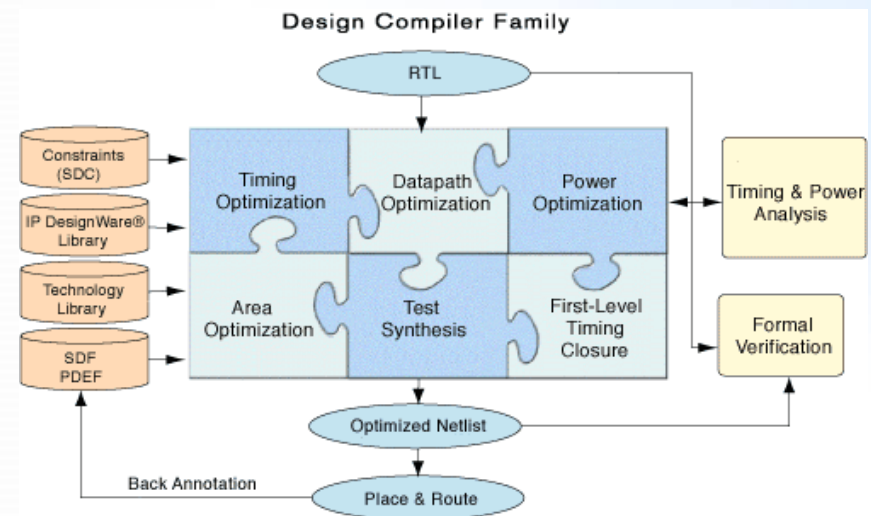 Design Compiler Family
RTL
Constraints
(SDC)
IP DesignWare®
Library
Technology
Library
SDF
PDEF
Timing
Optimization
Datapath
Optimization
Power
Optimization
Area
Optimization
Test
Synthesis
First-Level
Timing
Closure
Timing & Power
Analysis
Formal
Verification
Optimized Netlist
Back Annotation
Place & Route